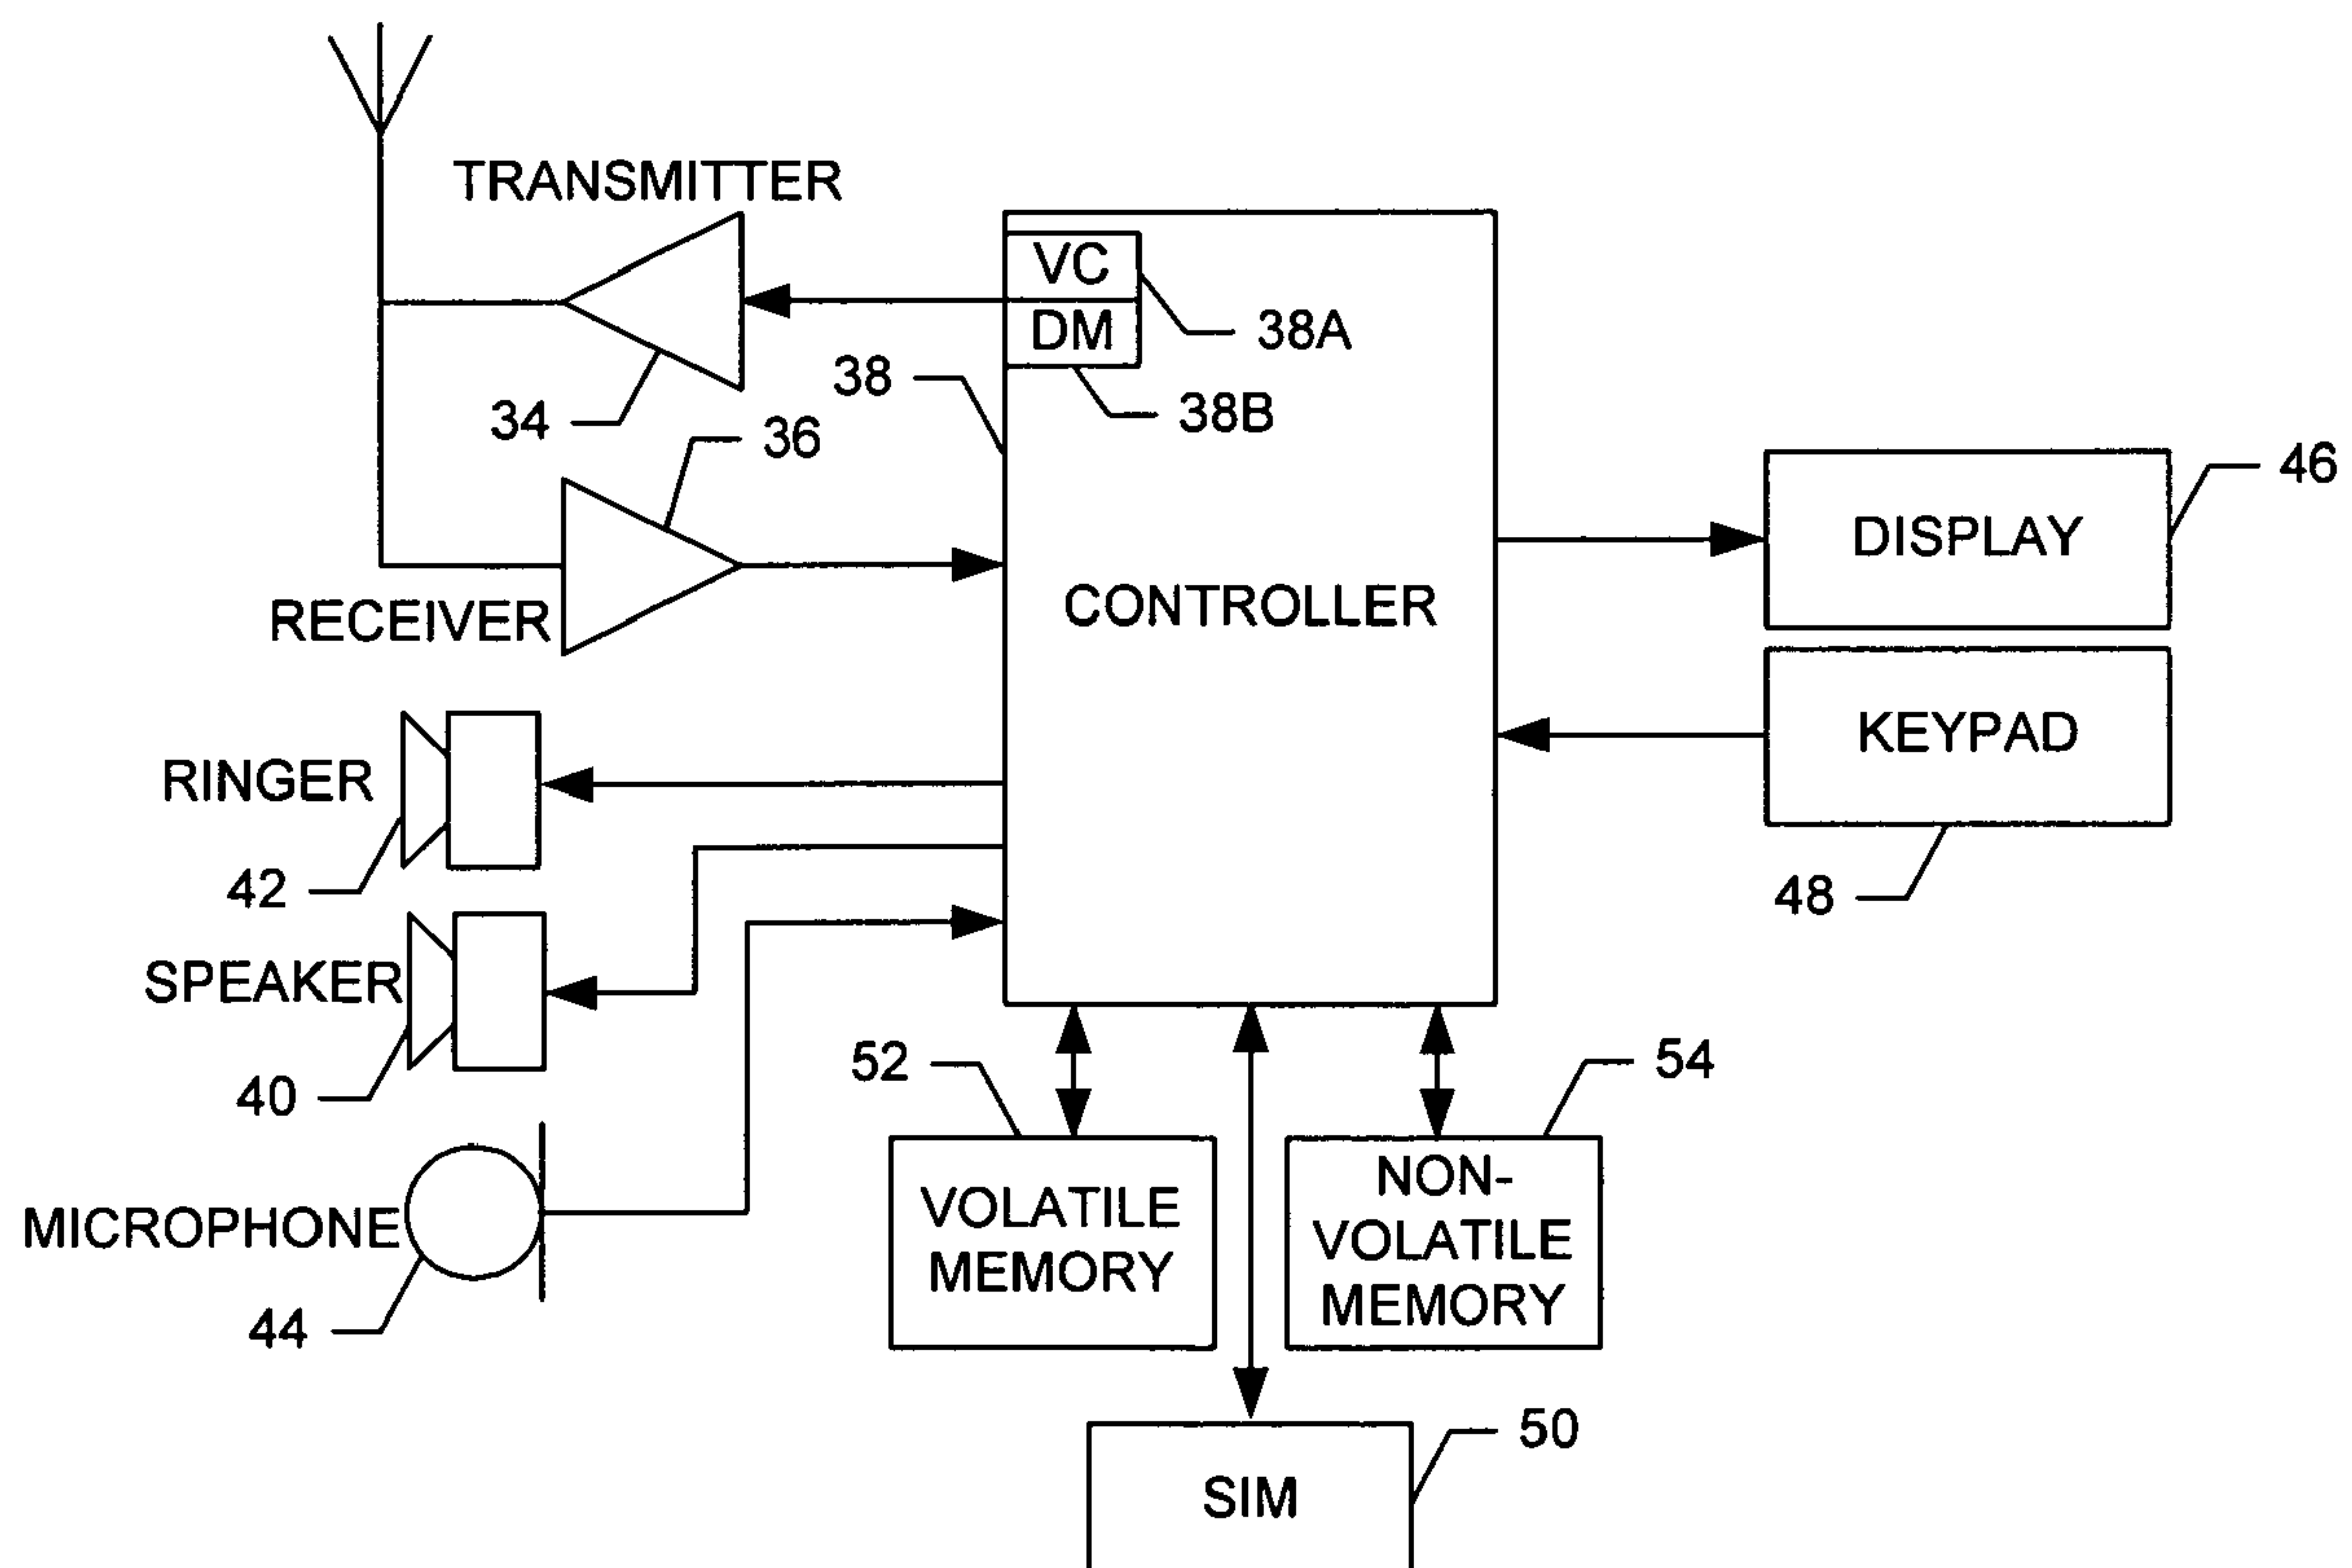 TRANSMITTER
VC
38A
DM
38
38B
34
36
46
DISPLAY
CONTROLLER
RECEIVER
KEYPAD
RINGER
42
48
SPEAKER
52
54
40
NON-
VOLATILE
MEMORY
VOLATILE
MEMORY
MICROPHONE
44
50
SIM